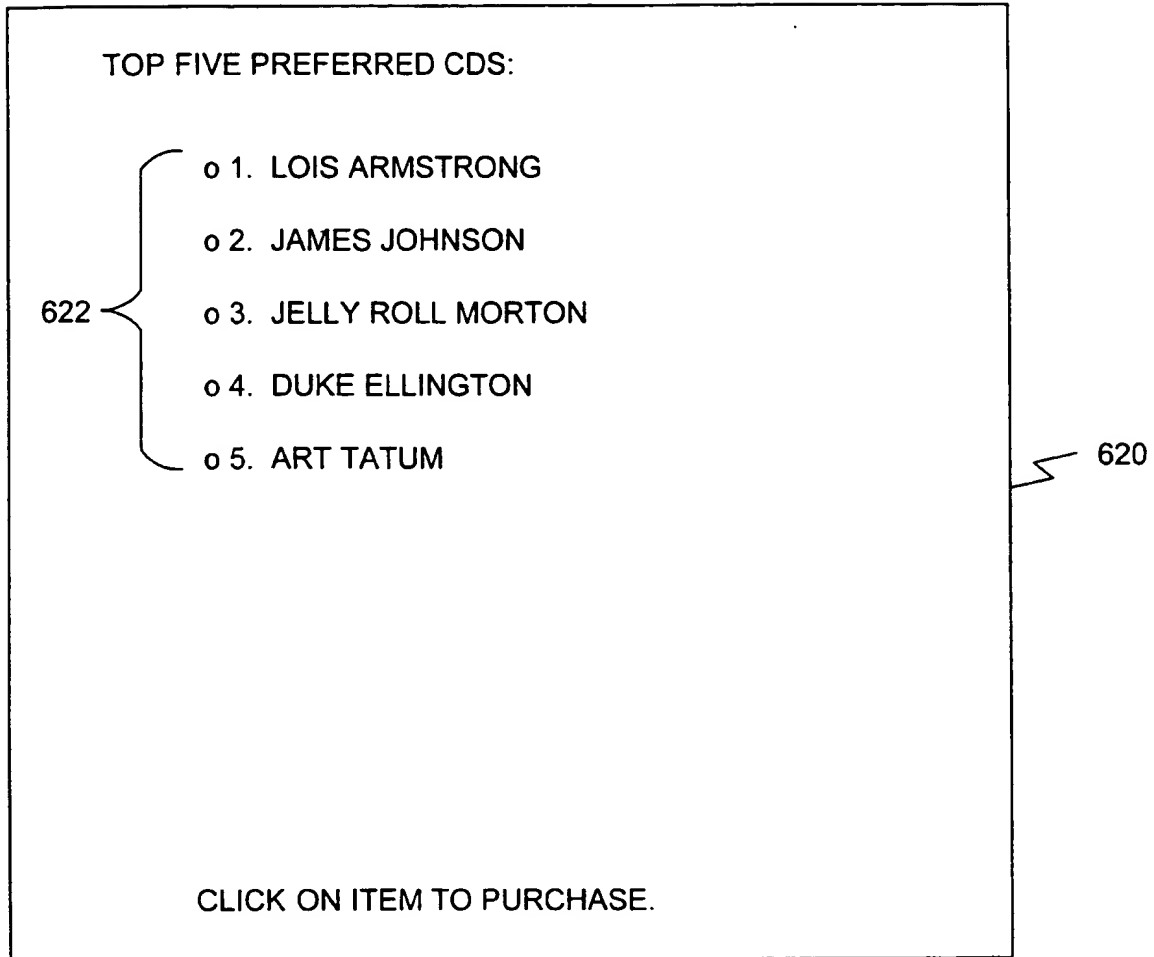 TOP FIVE PREFERRED CDS:
o 1. LOIS ARMSTRONG
o 2. JAMES JOHNSON
622
o 3. JELLY ROLL MORTON
o 4. DUKE ELLINGTON
o 5. ART TATUM
620
CLICK ON ITEM TO PURCHASE.